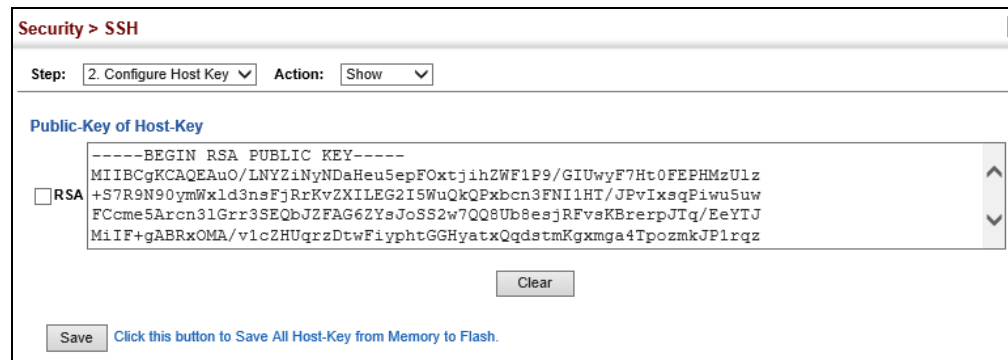 Security > SSH
Step: 2. Configure Host Key Action: Show
Public-Key of Host-Key
-----BEGIN RSA PUBLIC KEY-----
MIIBCgKCAQEAuO/LNYZiNyNDaHeu5epFOxtjihZWF1P9/GIUwyF7Ht0FEPHMzUlz
RSA +S7R9N90ymWxld3nsFjRrKvZXILEG2I5WuQkQPxbcn3FNI1HT/JPvIxsqPiwu5uw
FCcme5Arcn3lGrr3SEQbJZFAG6ZYsJoSS2w7QQ8Ub8esjRFvsKBrerpJTq/EeYTJ
MiIF+gABRxOMA/v1cZHUqrzDtwFiyphtGGHyatxQqdstmKgxmga4TpozmkJP1rqz
Clear
Save Click this button to Save All Host-Key from Memory to Flash.